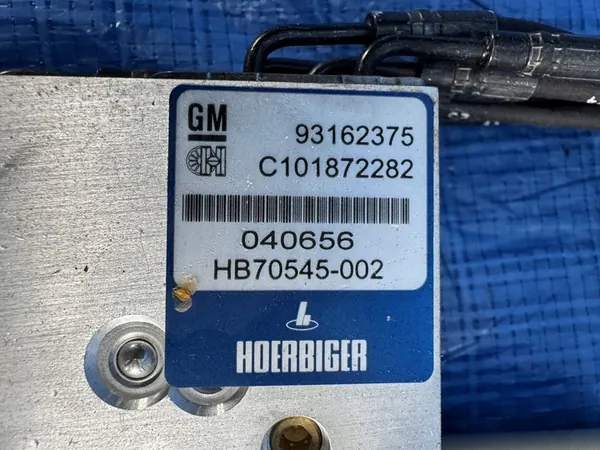 GM
93162375
C101872282
040656
HB70545-002
HOERBIGER